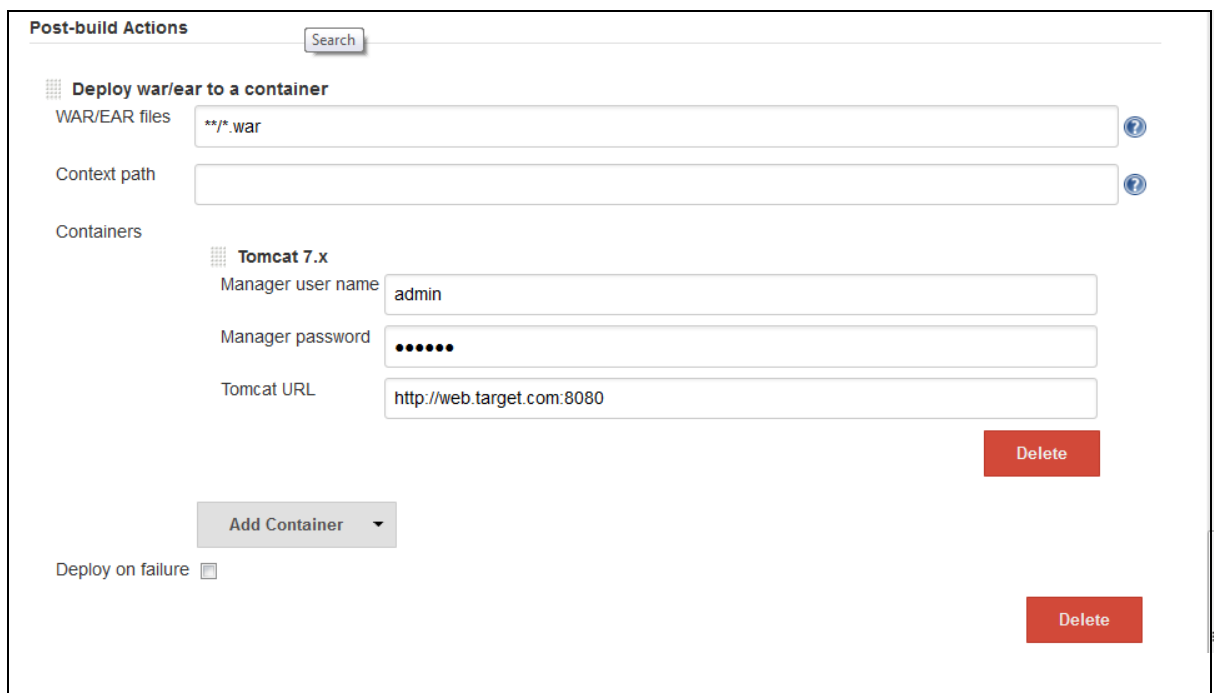 Post-build Actions
Search
Deploy war/ear to a container
WAR/EAR files
**/*.war
Context path
Containers
Tomcat 7.x
Manager user name
admin
Manager password
••••••
Tomcat URL
http://web.target.com:8080
Delete
Add Container
Deploy on failure
Delete